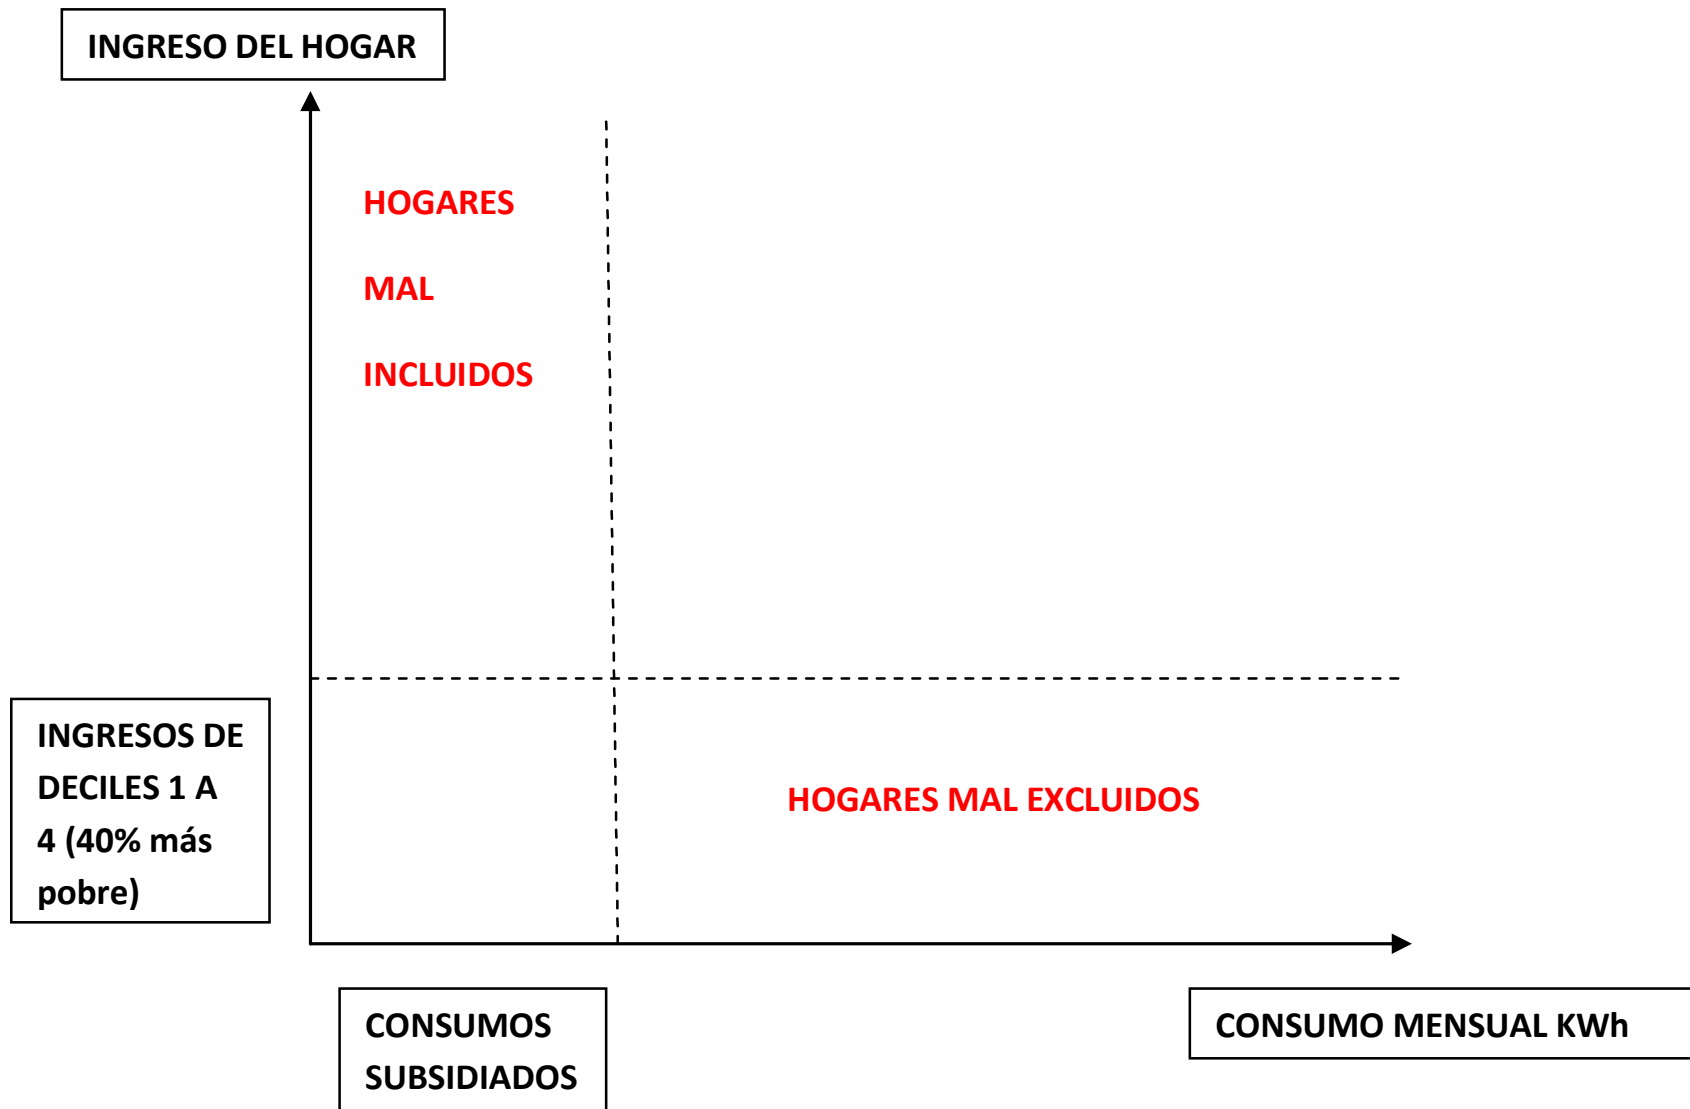 INGRESO DEL HOGAR
HOGARES
MAL
INCLUIDOS
INGRESOS DE
DECILES 1 A
4 (40% más
pobre)
HOGARES MAL EXCLUIDOS
CONSUMOS
SUBSIDIADOS
CONSUMO MENSUAL KWh